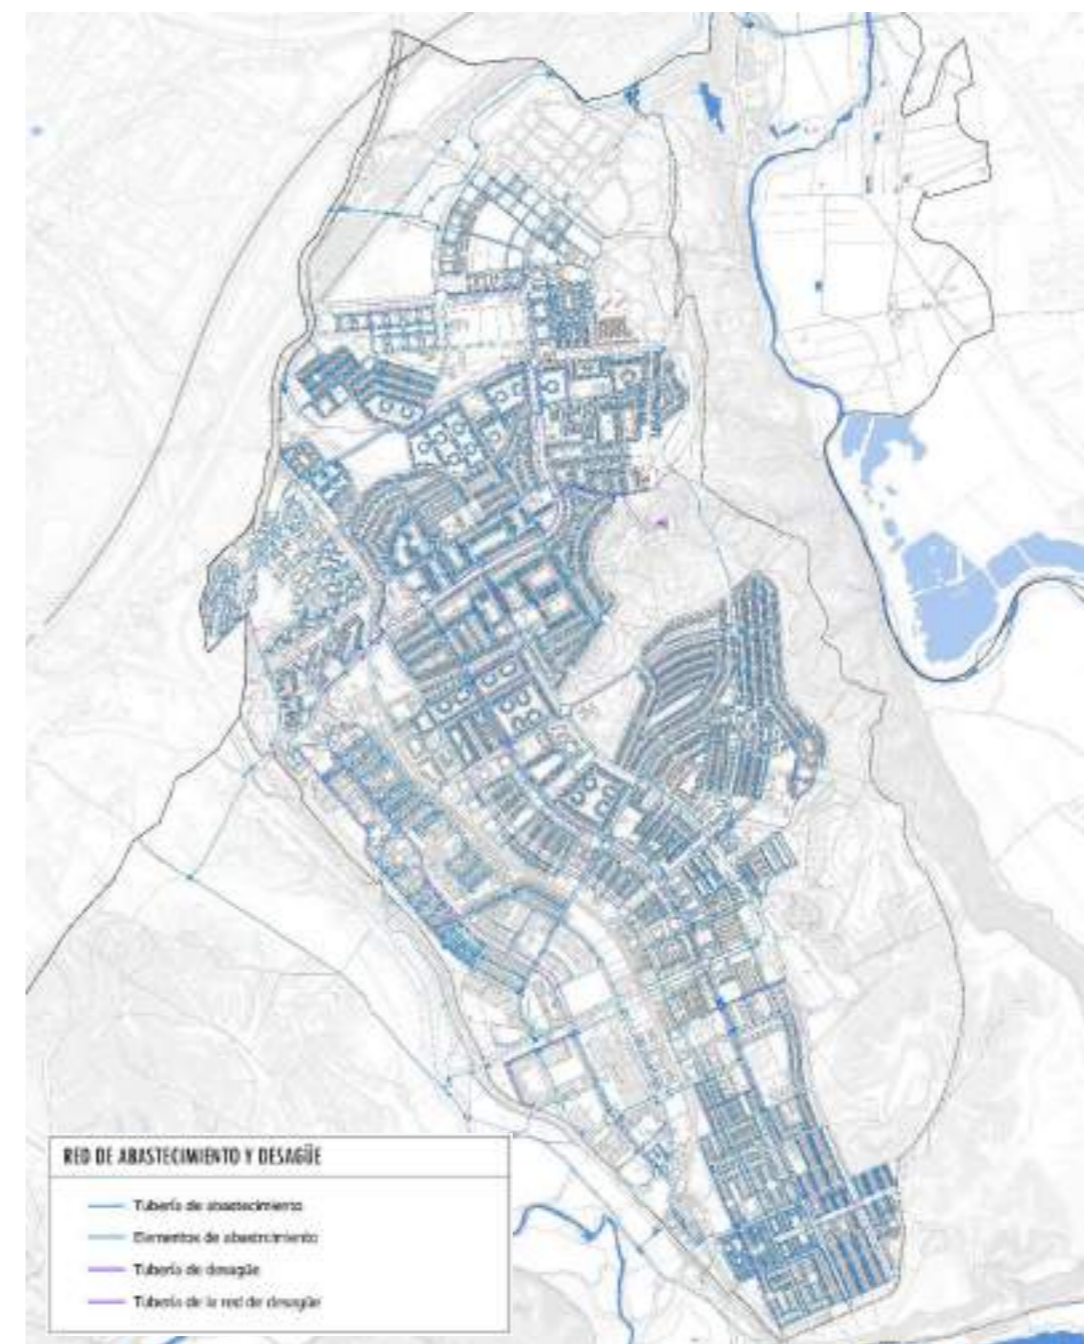 RED DE ABASTECIMIENTO Y DESAGÜE
Tubería de abastecimiento
Elementos de abastecimiento
Tubería de desagüe
Tubería de la red de desagüe